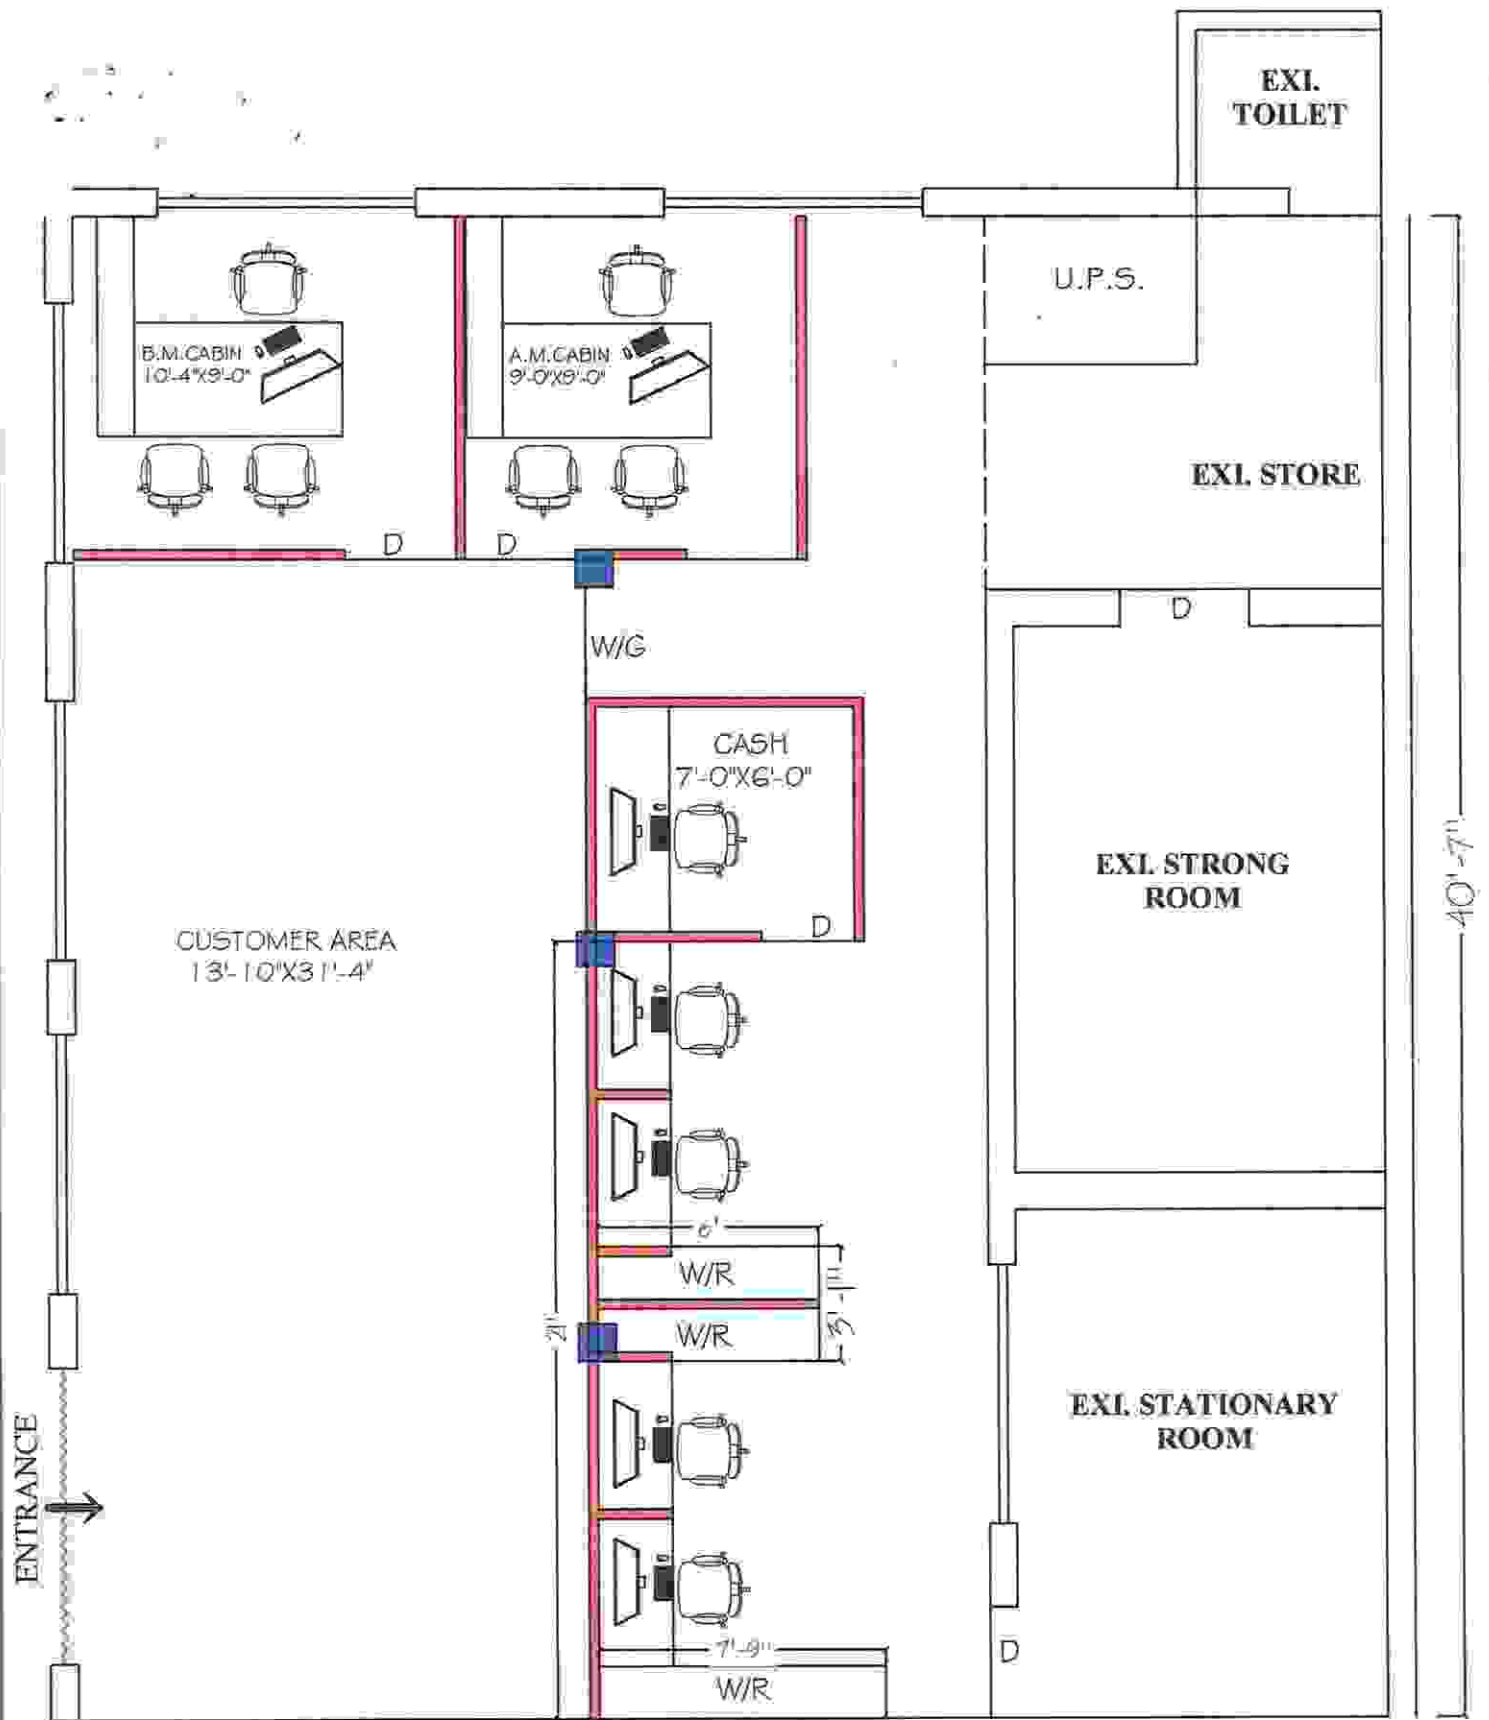 EXI.
TOILET
U.P.S.
B.M.CABIN
10'-4"X9'-0"
A.M.CABIN
9'-0"X9'-0"
EXI. STORE
D
D
D
W/G
CASH
7'-0"X6'-0"
40'-7"
EXI. STRONG
ROOM
D
CUSTOMER AREA
13'-10"X31'-4"
6'
W/R
3'-1"
W/R
21'
EXI. STATIONARY
ROOM
ENTRANCE
7'-9"
D
W/R